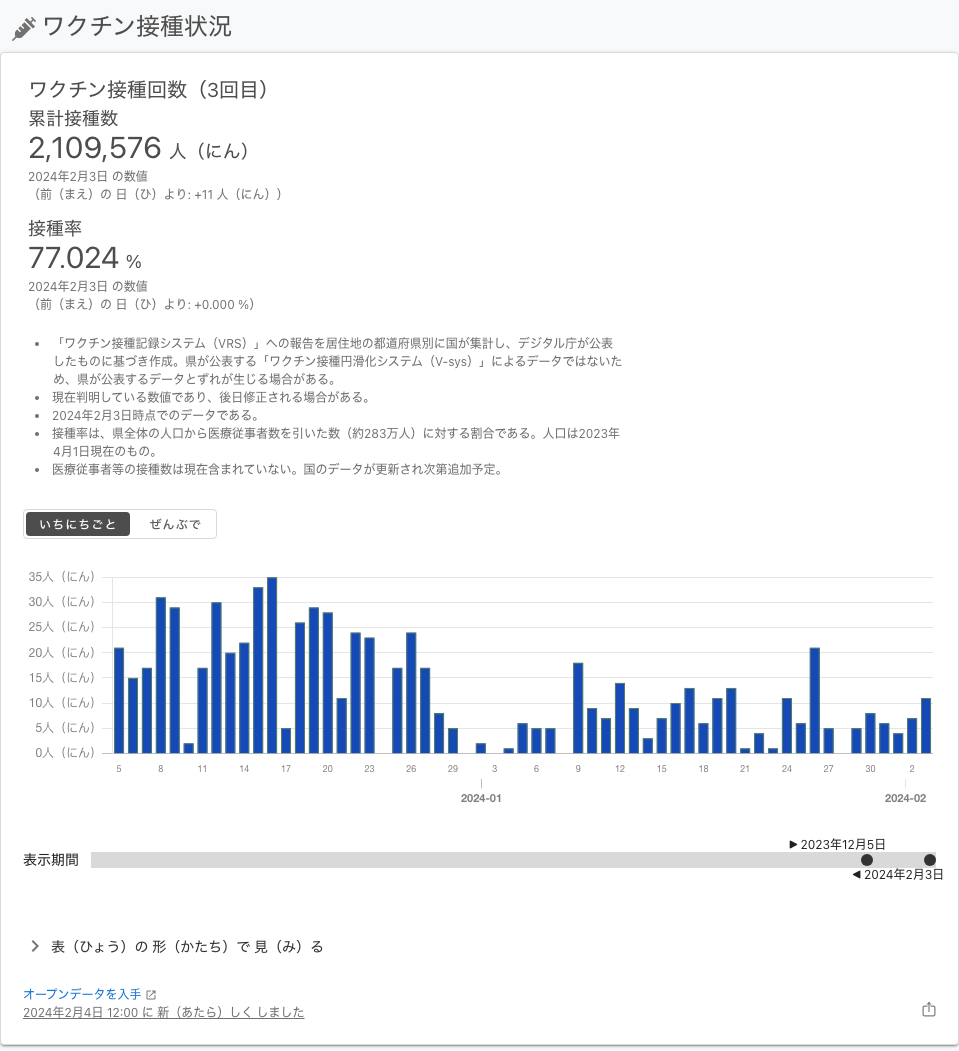 ワクチン接種状況
ワクチン接種回数（3回目）
累計接種数
2,109,576 人（にん）
2024年2月3日 の数値
（前（まえ）の 日（ひ）より: +11 人（にん））
接種率
77.024 %
2024年2月3日 の数値
（前（まえ）の 日（ひ）より: +0.000 %）
「ワクチン接種記録システム（VRS）」への報告を居住地の都道府県別に国が集計し、デジタル庁が公表
したものに基づき作成。県が公表する「ワクチン接種円滑化システム（V-sys）」によるデータではないた
め、県が公表するデータとずれが生じる場合がある。
現在判明している数値であり、後日修正される場合がある。
2024年2月3日時点でのデータである。
接種率は、県全体の人口から医療従事者数を引いた数（約283万人）に対する割合である。人口は2023年
4月1日現在のもの。
医療従事者等の接種数は現在含まれていない。国のデータが更新され次第追加予定。
いちにちごと ぜんぶで
35人（にん）
30人（にん）
25人（にん）
20人（にん）
15人（にん）
10人（にん）
5人（にん）
0人（にん）
5 8 11 14 17 20 23 26 29 3 6 9 12 15 18 21 24 27 30 2
2024-01 2024-02
2023年12月5日
表示期間
2024年2月3日
表（ひょう）の 形（かたち）で 見（み）る
オープンデータを入手
2024年2月4日 12:00 に 新（あたら）しく しました